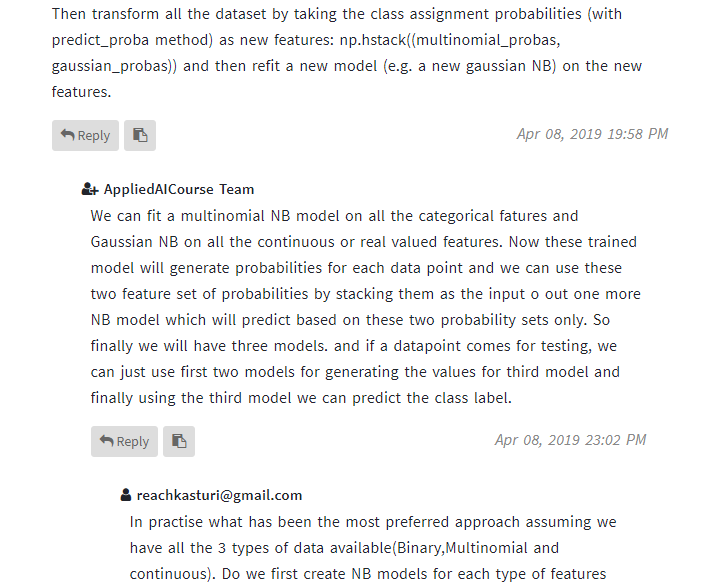 Then transform all the dataset by taking the class assignment probabilities (with
predict_proba method) as new features: np.hstack((multinomial_probas,
gaussian_probas)) and then refit a new model (e.g. a new gaussian NB) on the new
features.
Reply
Apr 08, 2019 19:58 PM
AppliedAICourse Team
We can fit a multinomial NB model on all the categorical fatures and
Gaussian NB on all the continuous or real valued features. Now these trained
model will generate probabilities for each data point and we can use these
two feature set of probabilities by stacking them as the input o out one more
NB model which will predict based on these two probability sets only. So
finally we will have three models. and if a datapoint comes for testing, we
can just use first two models for generating the values for third model and
finally using the third model we can predict the class label.
Reply
Apr 08, 2019 23:02 PM
reachkasturi@gmail.com
In practise what has been the most preferred approach assuming we
have all the 3 types of data available(Binary,Multinomial and
continuous). Do we first create NB models for each type of features